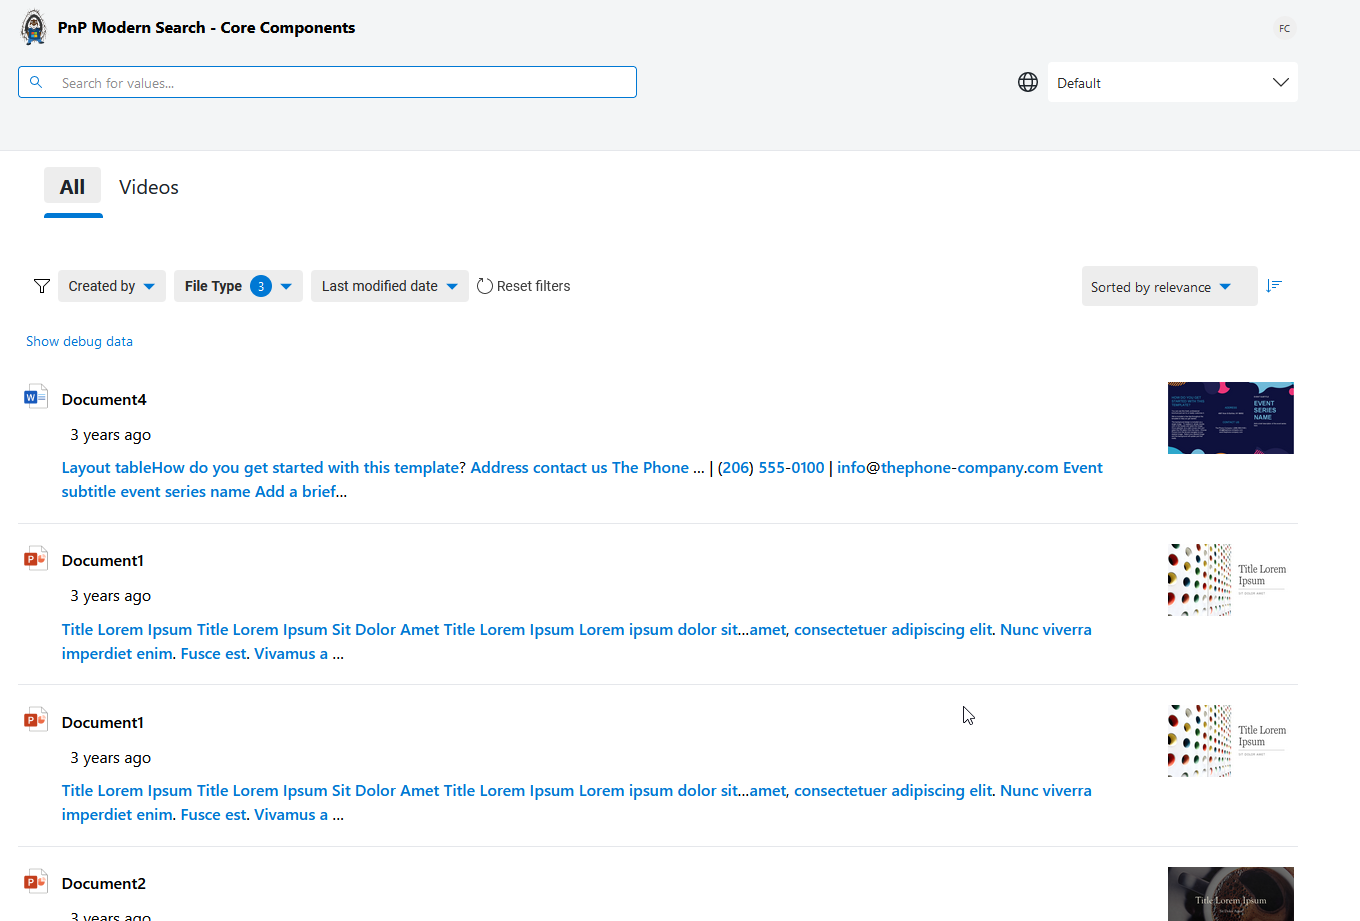 PnP Modern Search - Core Components
FC
Search for values...
Default
All
Videos
Created by
File Type 3
Last modified date
Reset filters
Sorted by relevance
Show debug data
Document4
3 years ago
Layout tableHow do you get started with this template? Address contact us The Phone ... | (206) 555-0100 | info@thephone-company.com Event
subtitle event series name Add a brief...
EVENT
SERIES
NAME
Document1
3 years ago
Title Lorem Ipsum Title Lorem Ipsum Sit Dolor Amet Title Lorem Ipsum Lorem ipsum dolor sit...amet, consectetuer adipiscing elit. Nunc viverra
imperdiet enim. Fusce est. Vivamus a ...
Title Lorem
Ipsum
Document1
3 years ago
Title Lorem Ipsum Title Lorem Ipsum Sit Dolor Amet Title Lorem Ipsum Lorem ipsum dolor sit...amet, consectetuer adipiscing elit. Nunc viverra
imperdiet enim. Fusce est. Vivamus a ...
Title Lorem
Ipsum
Document2
3 years ago
Title Lorem Ipsum